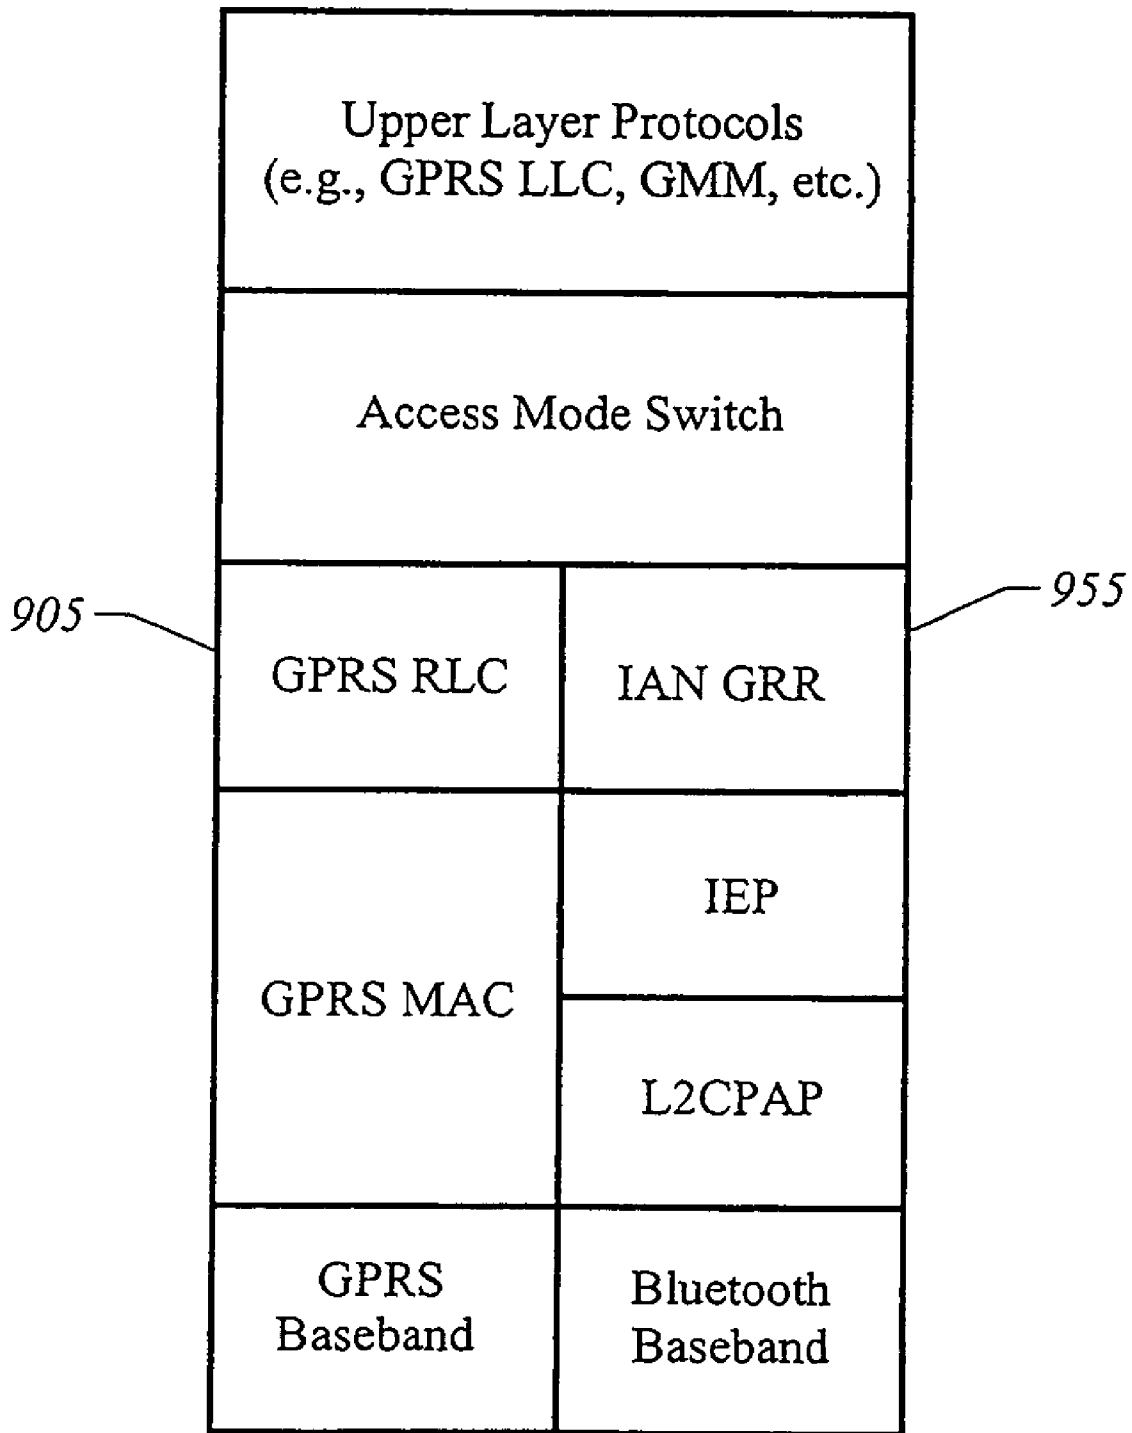 Upper Layer Protocols
(e.g., GPRS LLC, GMM, etc.)
Access Mode Switch
905
955
GPRS RLC
IAN GRR
IEP
GPRS MAC
L2CPAP
GPRS
Baseband
Bluetooth
Baseband